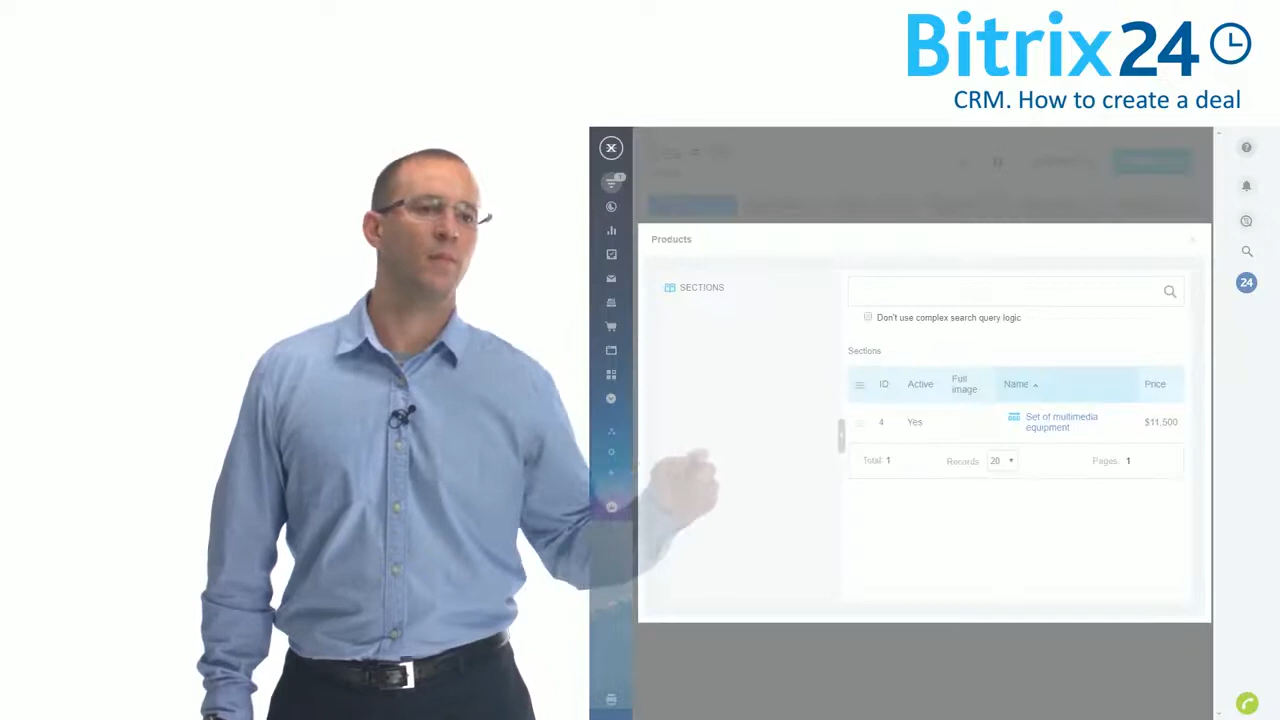 Bitrix24
CRM. How to create a deal
1
Products
SECTIONS
Don't use complex search query logic
Sections
ID Active Full image Name Price
4 Yes Set of multimedia equipment $11,500
Total: 1 Records 20 Pages. 1
?
24